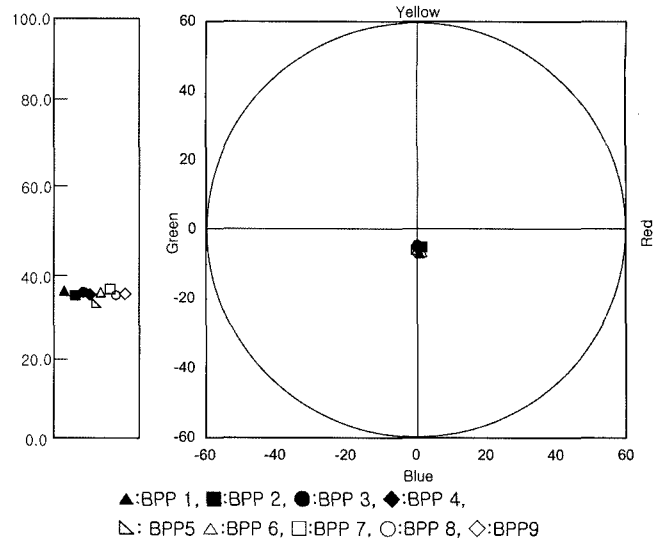 100.0
80.0
60.0
40.0
20.0
0.0
Yellow
60
40
20
0
-20
-40
-60
Green
Red
-60 -40 -20 0 20 40 60
Blue
▲:BPP 1, ■:BPP 2, ●:BPP 3, ◆:BPP 4,
◺: BPP5 △:BPP 6, □:BPP 7, ○:BPP 8, ◇:BPP9